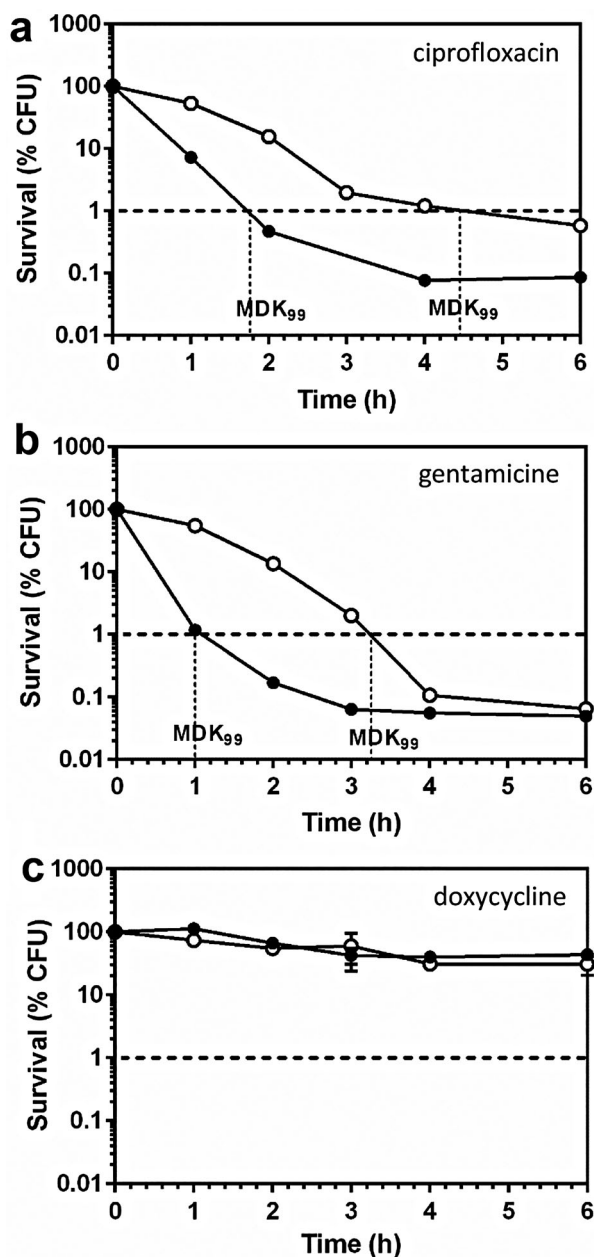 a
ciprofloxacin
Survival (% CFU)
1000
100
10
1
0.1
0.01
MDK99 MDK99
0 1 2 3 4 5 6
Time (h)
b
gentamicine
Survival (% CFU)
1000
100
10
1
0.1
0.01
MDK99 MDK99
0 1 2 3 4 5 6
Time (h)
c
doxycycline
Survival (% CFU)
1000
100
10
1
0.1
0.01
0 1 2 3 4 5 6
Time (h)